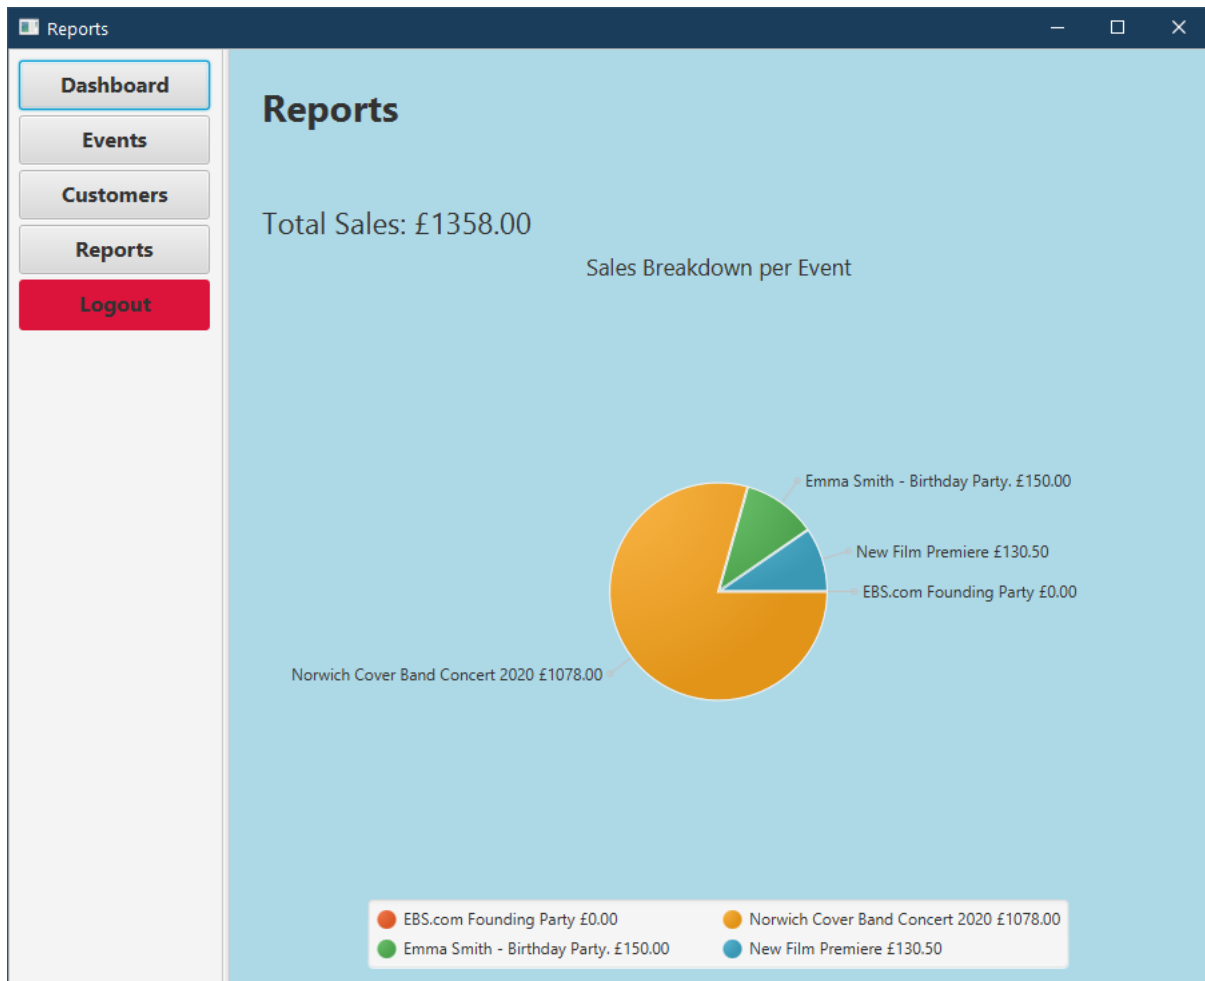 Reports
Dashboard
Events
Customers
Reports
Logout
Reports
Total Sales: £1358.00
Sales Breakdown per Event
Emma Smith - Birthday Party. £150.00
New Film Premiere £130.50
EBS.com Founding Party £0.00
Norwich Cover Band Concert 2020 £1078.00
EBS.com Founding Party £0.00
Norwich Cover Band Concert 2020 £1078.00
Emma Smith - Birthday Party. £150.00
New Film Premiere £130.50